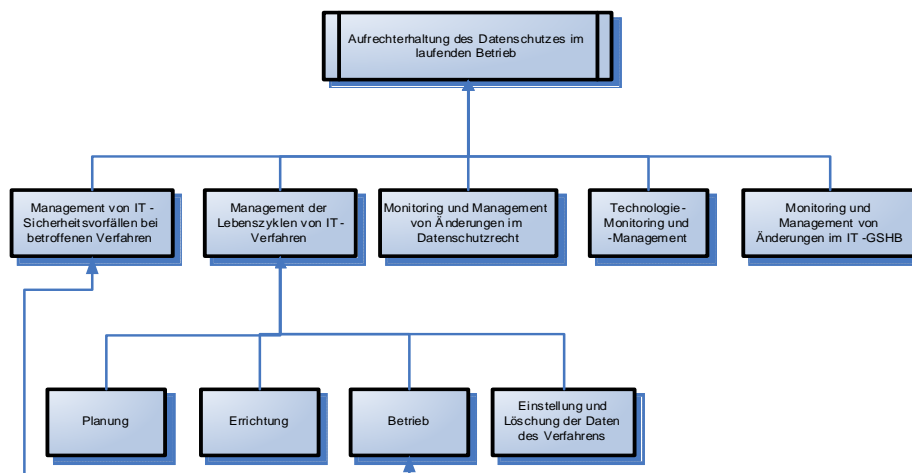 Aufrechterhaltung des Datenschutzes im
laufenden Betrieb
Management von IT -
Sicherheitsvorfällen bei
betroffenen Verfahren
Management der
Lebenszyklen von IT -
Verfahren
Monitoring und Management
von Änderungen im
Datenschutzrecht
Technologie-
Monitoring und
-Management
Monitoring und
Management von
Änderungen im IT -GSHB
Planung
Errichtung
Betrieb
Einstellung und
Löschung der Daten
des Verfahrens